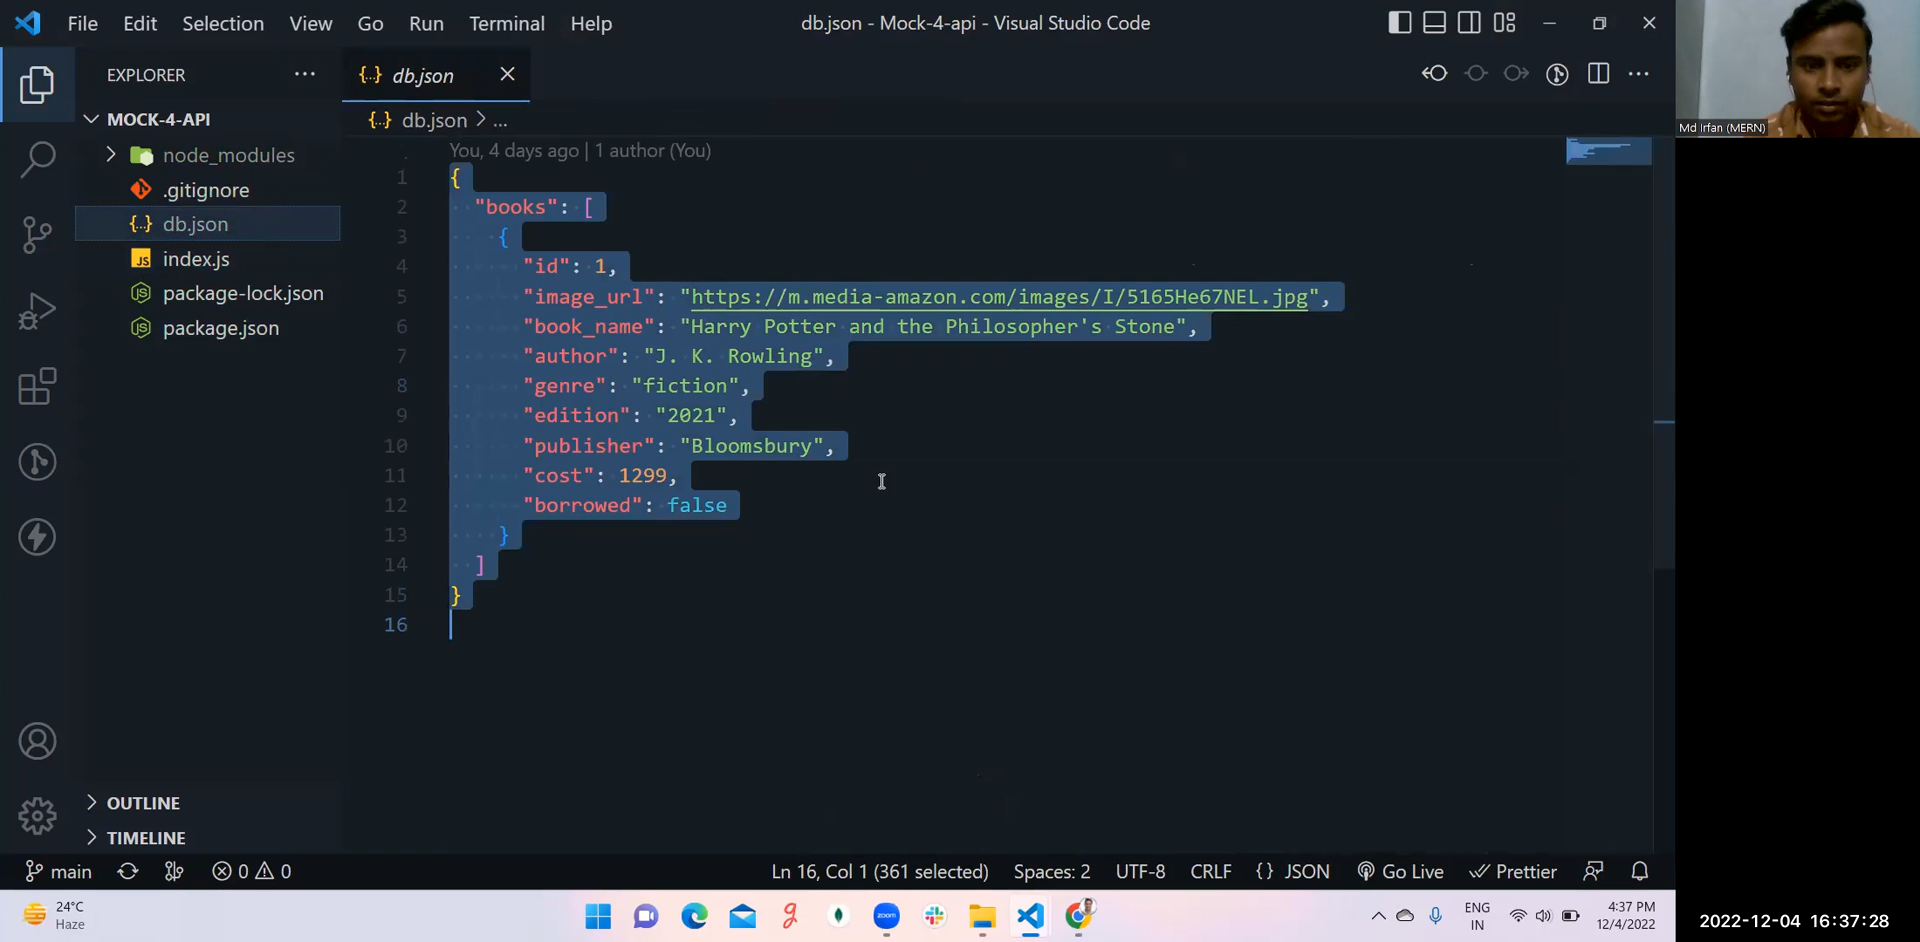 File Edit Selection View Go Run Terminal Help
db.json - Mock-4-api - Visual Studio Code
Md Irfan (MERN)
EXPLORER
MOCK-4-API
node_modules
.gitignore
{..} db.json
JS index.js
package-lock.json
package.json
OUTLINE
TIMELINE
{..} db.json
{..} db.json > ...
You, 4 days ago | 1 author (You)
1 {
2 "books": [
3 {
4 "id": 1,
5 "image_url": "https://m.media-amazon.com/images/I/5165He67NEL.jpg",
6 "book_name": "Harry Potter and the Philosopher's Stone",
7 "author": "J. K. Rowling",
8 "genre": "fiction",
9 "edition": "2021",
10 "publisher": "Bloomsbury",
11 "cost": 1299,
12 "borrowed": false
13 }
14 ]
15 }
16
main 0 0 Ln 16, Col 1 (361 selected) Spaces: 2 UTF-8 CRLF {} JSON Go Live Prettier
24°C
Haze
zoom
ENG
IN
4:37 PM
12/4/2022
2022-12-04 16:37:28